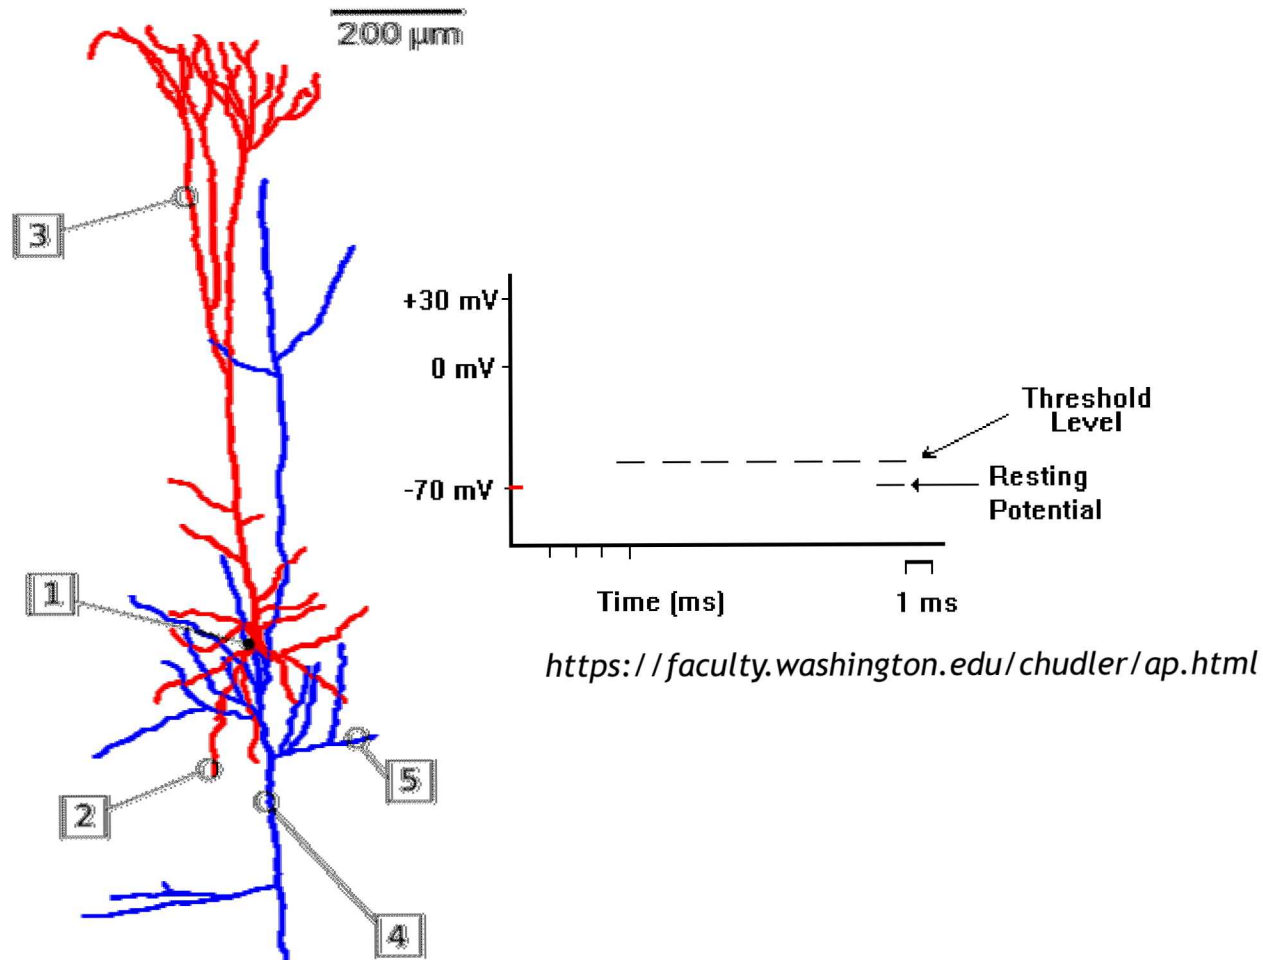 200 µm
3
+30 mV
0 mV
Threshold
Level
-70 mV
Resting
Potential
1
Time (ms)
1 ms
https://faculty.washington.edu/chudler/ap.html
5
2
4